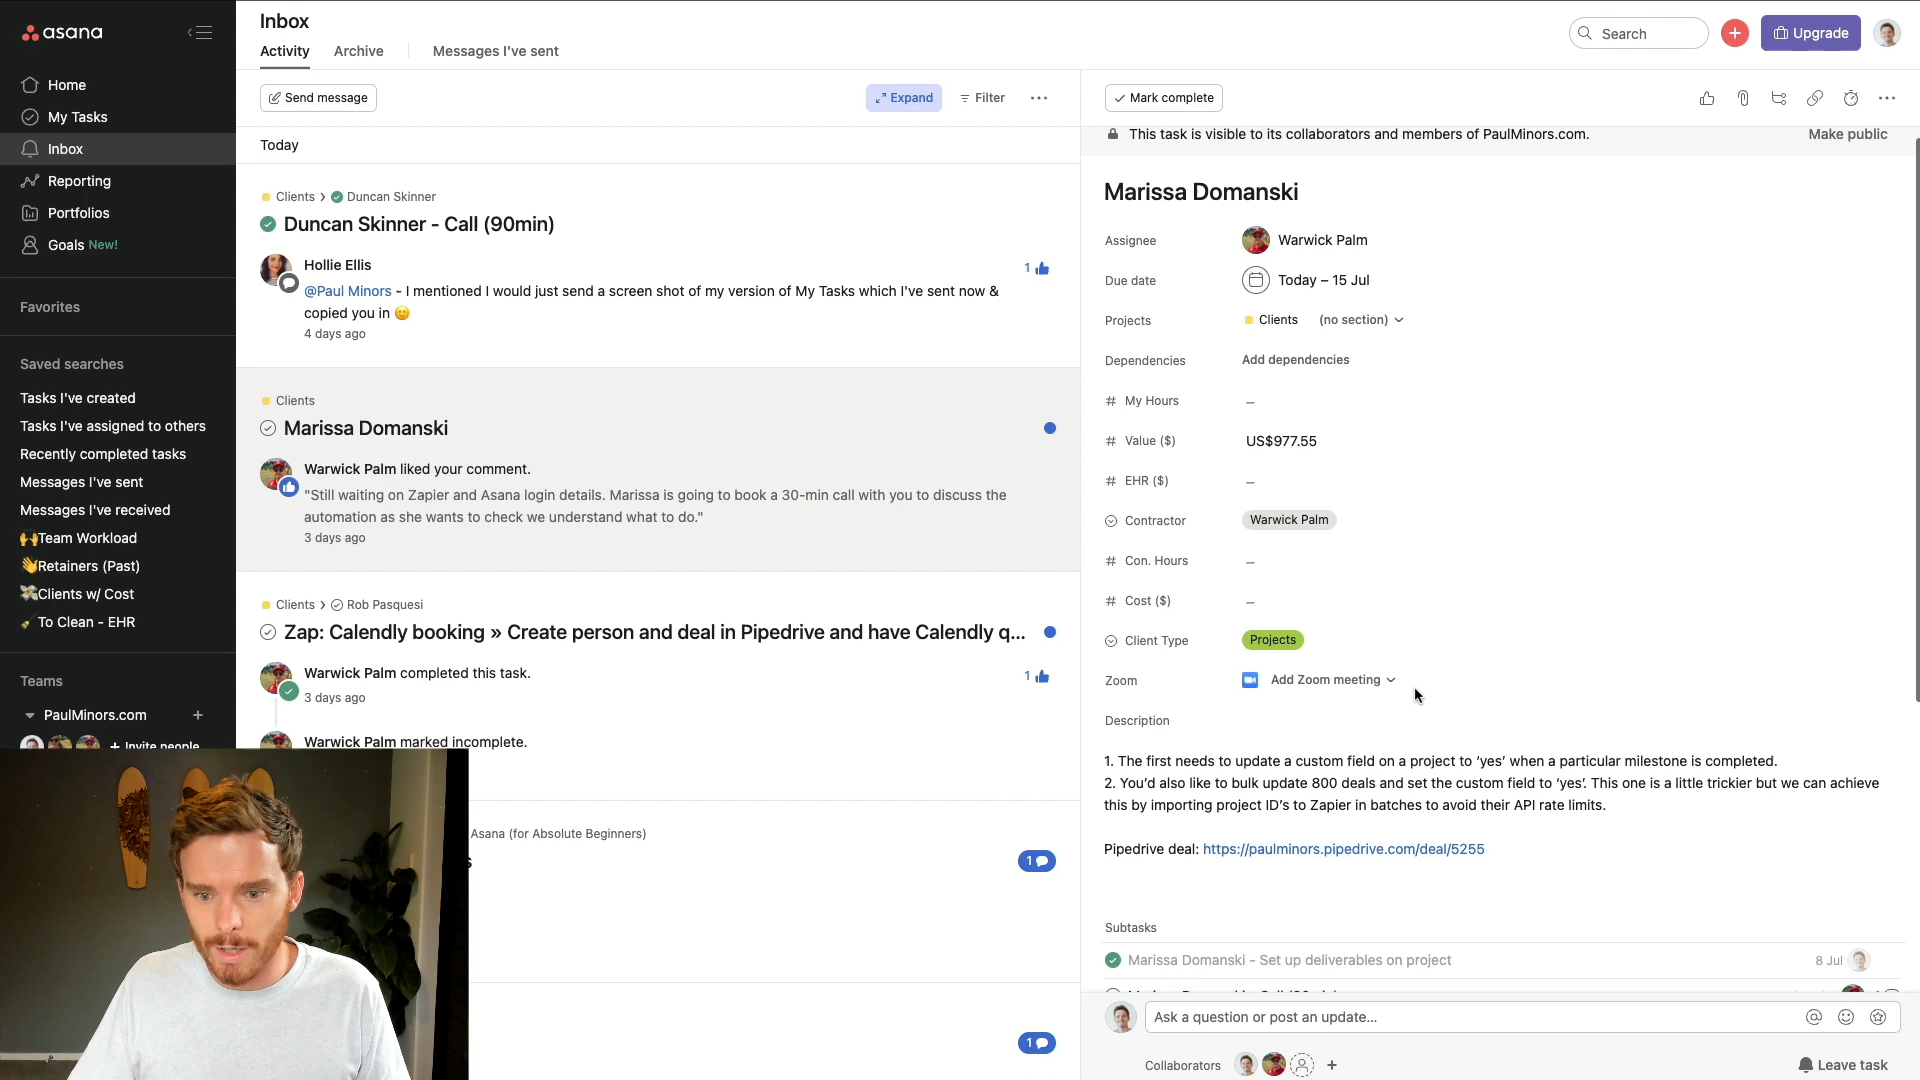 asana
Home
My Tasks
Inbox
Reporting
Portfolios
Goals New!
Favorites
Saved searches
Tasks I've created
Tasks I've assigned to others
Recently completed tasks
Messages I've sent
Messages I've received
🙌Team Workload
👋Retainers (Past)
💸Clients w/ Cost
🧹To Clean - EHR
Teams
PaulMinors.com +
+ Invite people
Inbox
Activity Archive Messages I've sent
Search
Upgrade
Send message
Expand Filter
Today
Clients › Duncan Skinner
Duncan Skinner - Call (90min)
Hollie Ellis
1
@Paul Minors - I mentioned I would just send a screen shot of my version of My Tasks which I've sent now &
copied you in 🙂
4 days ago
Clients
Marissa Domanski
Warwick Palm liked your comment.
"Still waiting on Zapier and Asana login details. Marissa is going to book a 30-min call with you to discuss the
automation as she wants to check we understand what to do."
3 days ago
Clients › Rob Pasquesi
Zap: Calendly booking » Create person and deal in Pipedrive and have Calendly q...
Warwick Palm completed this task.
1
3 days ago
Warwick Palm marked incomplete.
Asana (for Absolute Beginners)
1
1
Mark complete
This task is visible to its collaborators and members of PaulMinors.com. Make public
Marissa Domanski
Assignee Warwick Palm
Due date Today – 15 Jul
Projects Clients (no section)
Dependencies Add dependencies
# My Hours –
# Value ($) US$977.55
# EHR ($) –
Contractor Warwick Palm
# Con. Hours –
# Cost ($) –
Client Type Projects
Zoom Add Zoom meeting
Description
1. The first needs to update a custom field on a project to ‘yes’ when a particular milestone is completed.
2. You’d also like to bulk update 800 deals and set the custom field to ‘yes’. This one is a little trickier but we can achieve
this by importing project ID’s to Zapier in batches to avoid their API rate limits.
Pipedrive deal: https://paulminors.pipedrive.com/deal/5255
Subtasks
Marissa Domanski - Set up deliverables on project 8 Jul
Ask a question or post an update...
Collaborators +
Leave task